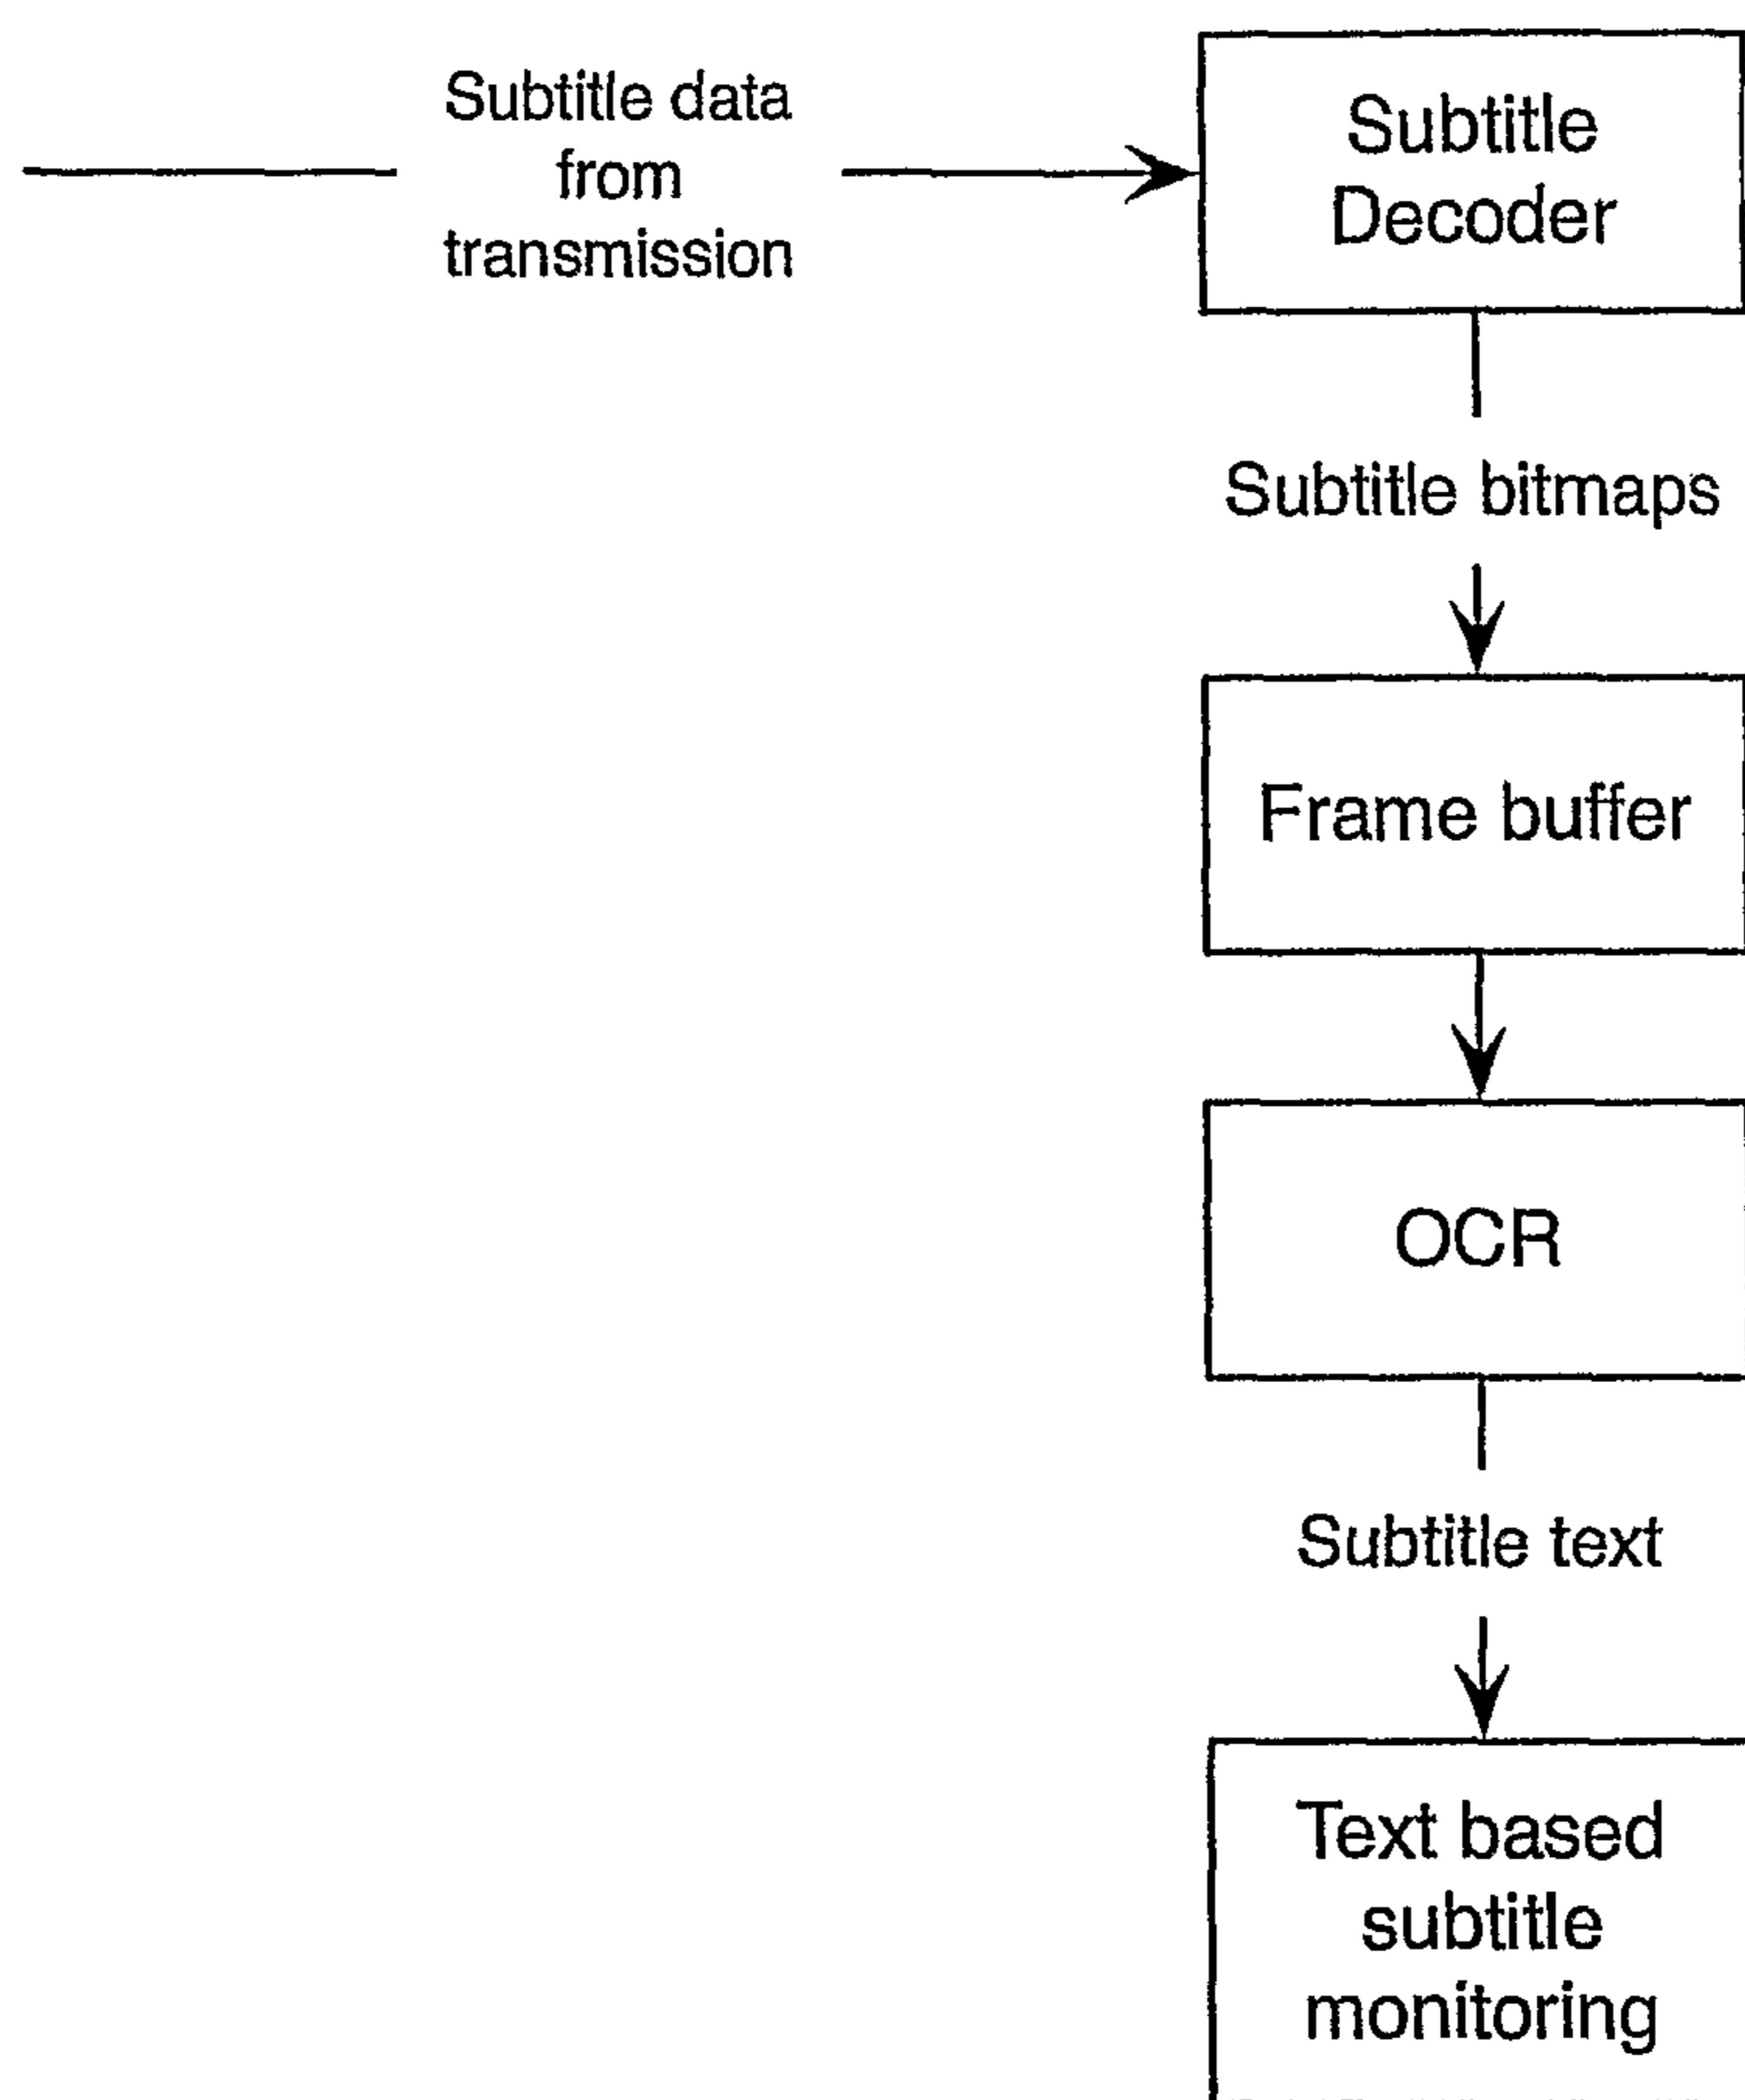 Subtitle data
from
transmission
Subtitle
Decoder
Subtitle bitmaps
Frame buffer
OCR
Subtitle text
Text based
subtitle
monitoring